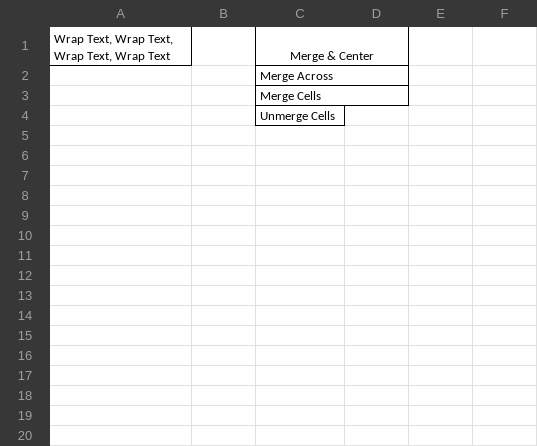 A B C D E F
1 Wrap Text, Wrap Text,
Wrap Text, Wrap Text Merge & Center
2 Merge Across
3 Merge Cells
4 Unmerge Cells
5
6
7
8
9
10
11
12
13
14
15
16
17
18
19
20